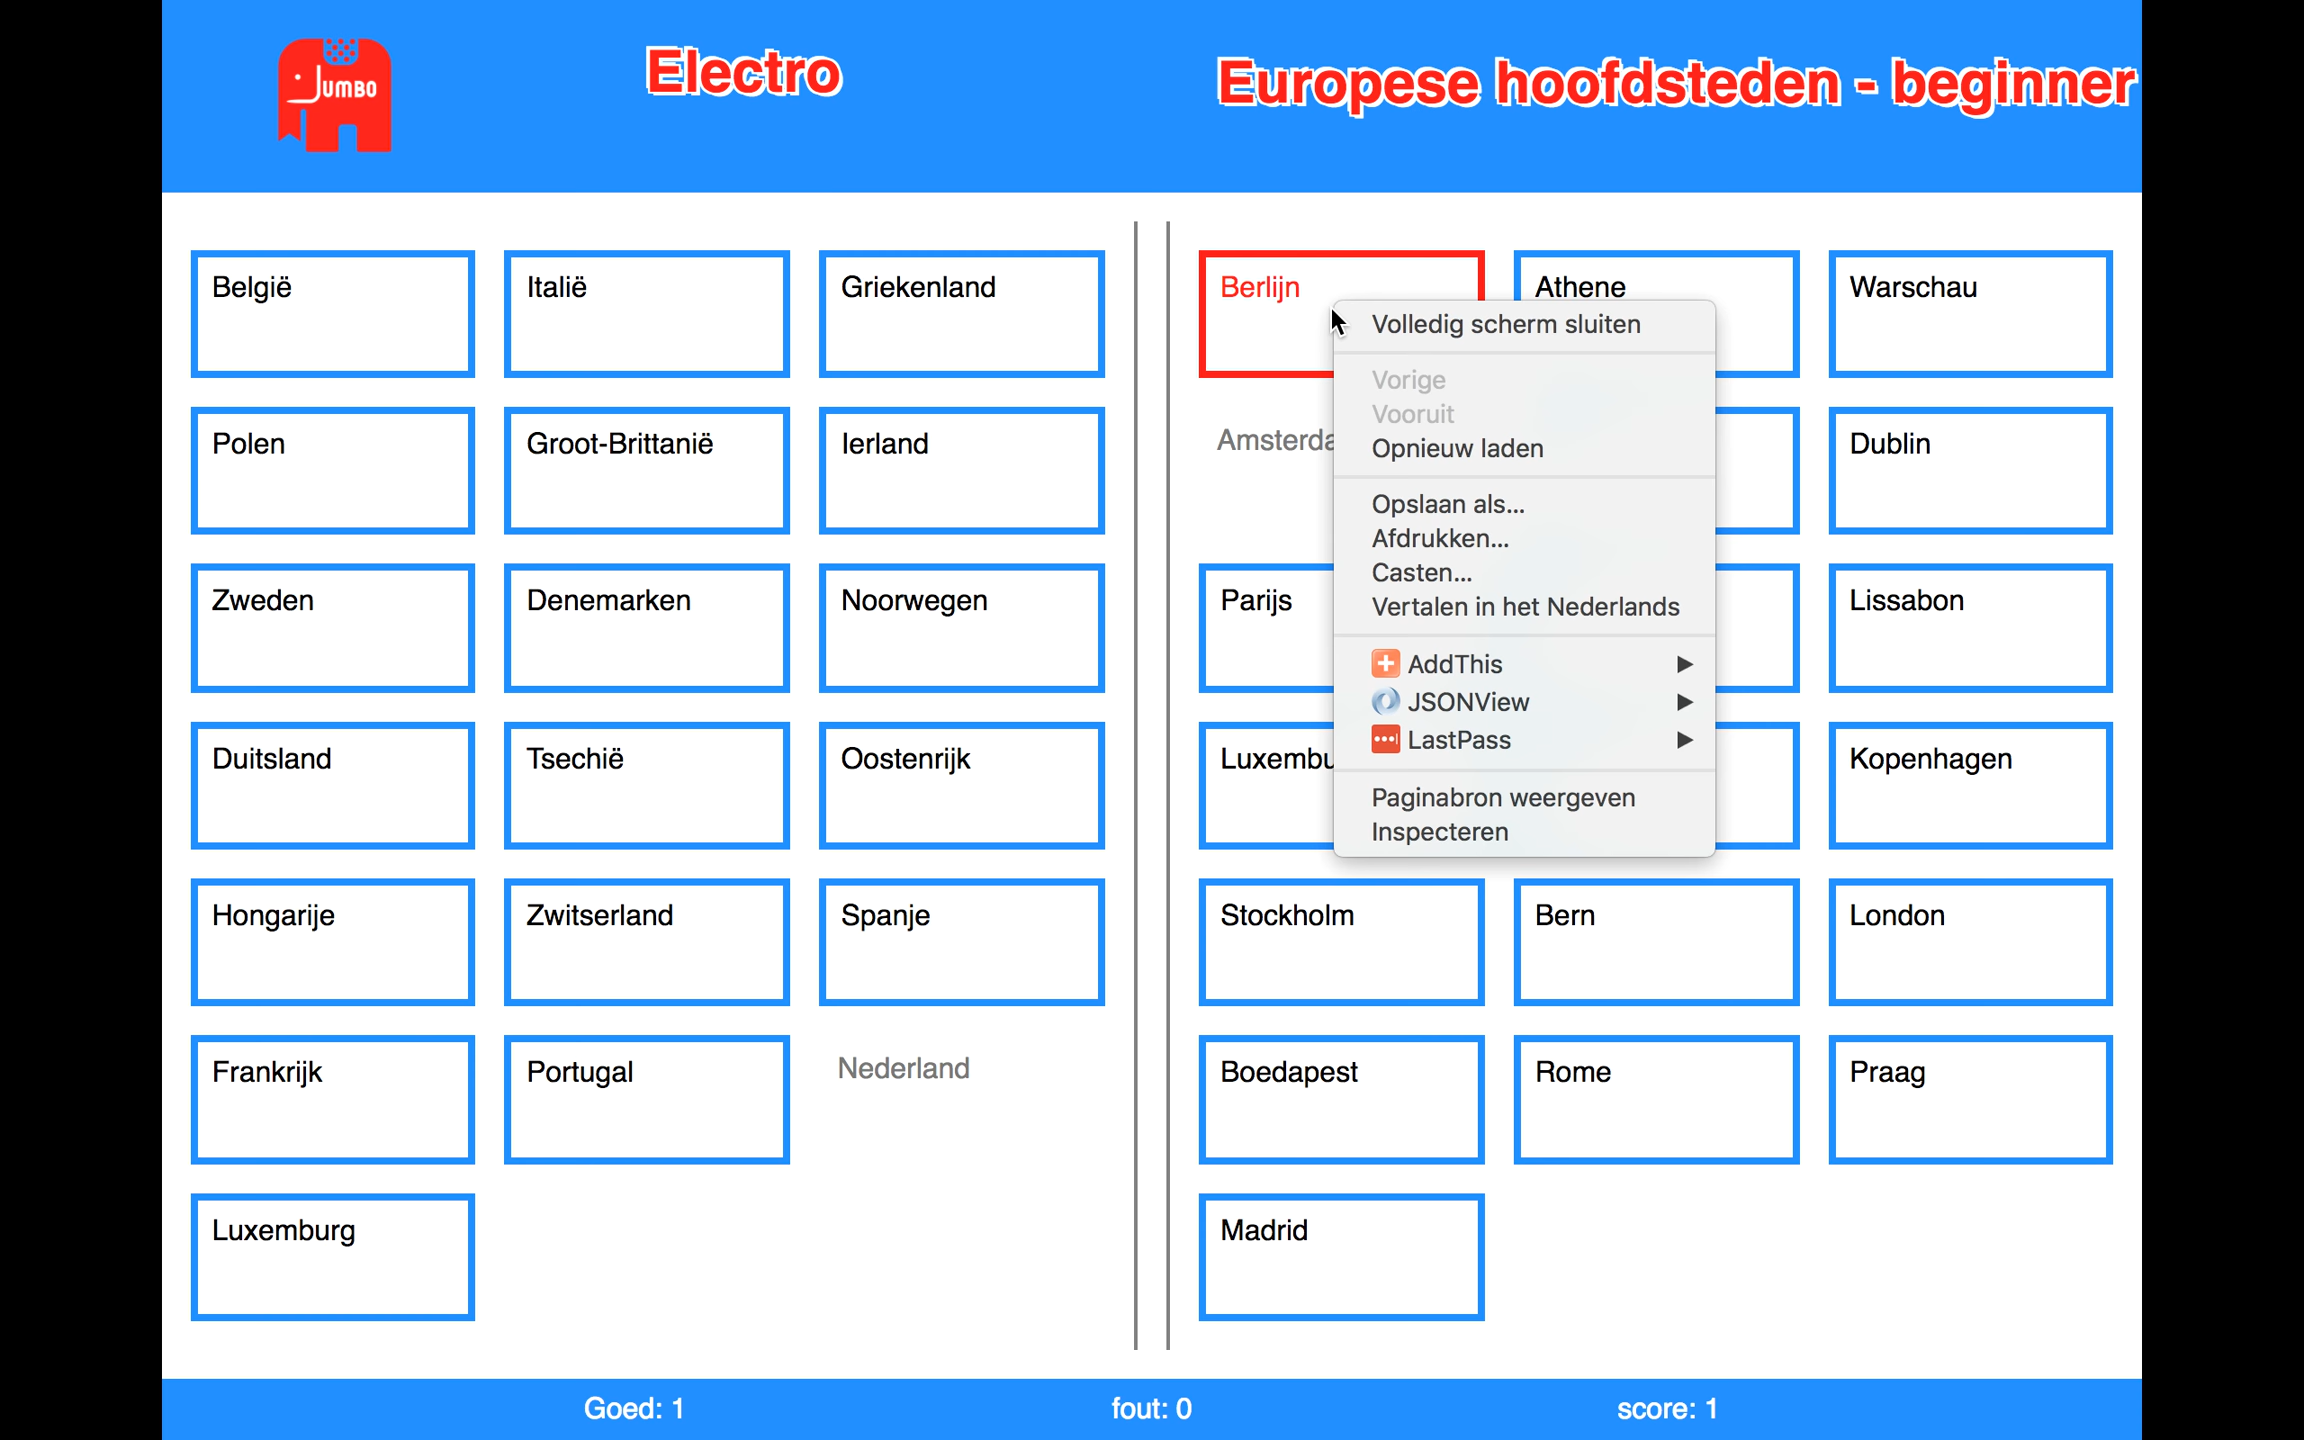 JUMBO
Electro
Europese hoofdsteden - beginner
België
Italië
Griekenland
Polen
Groot-Brittanië
Ierland
Zweden
Denemarken
Noorwegen
Duitsland
Tsechië
Oostenrijk
Hongarije
Zwitserland
Spanje
Frankrijk
Portugal
Nederland
Luxemburg
Berlijn
Athene
Warschau
Amsterda
Dublin
Parijs
Lissabon
Luxembu
Kopenhagen
Stockholm
Bern
London
Boedapest
Rome
Praag
Madrid
Volledig scherm sluiten
Vorige
Vooruit
Opnieuw laden
Opslaan als...
Afdrukken...
Casten...
Vertalen in het Nederlands
AddThis
JSONView
LastPass
Paginabron weergeven
Inspecteren
Goed: 1
fout: 0
score: 1